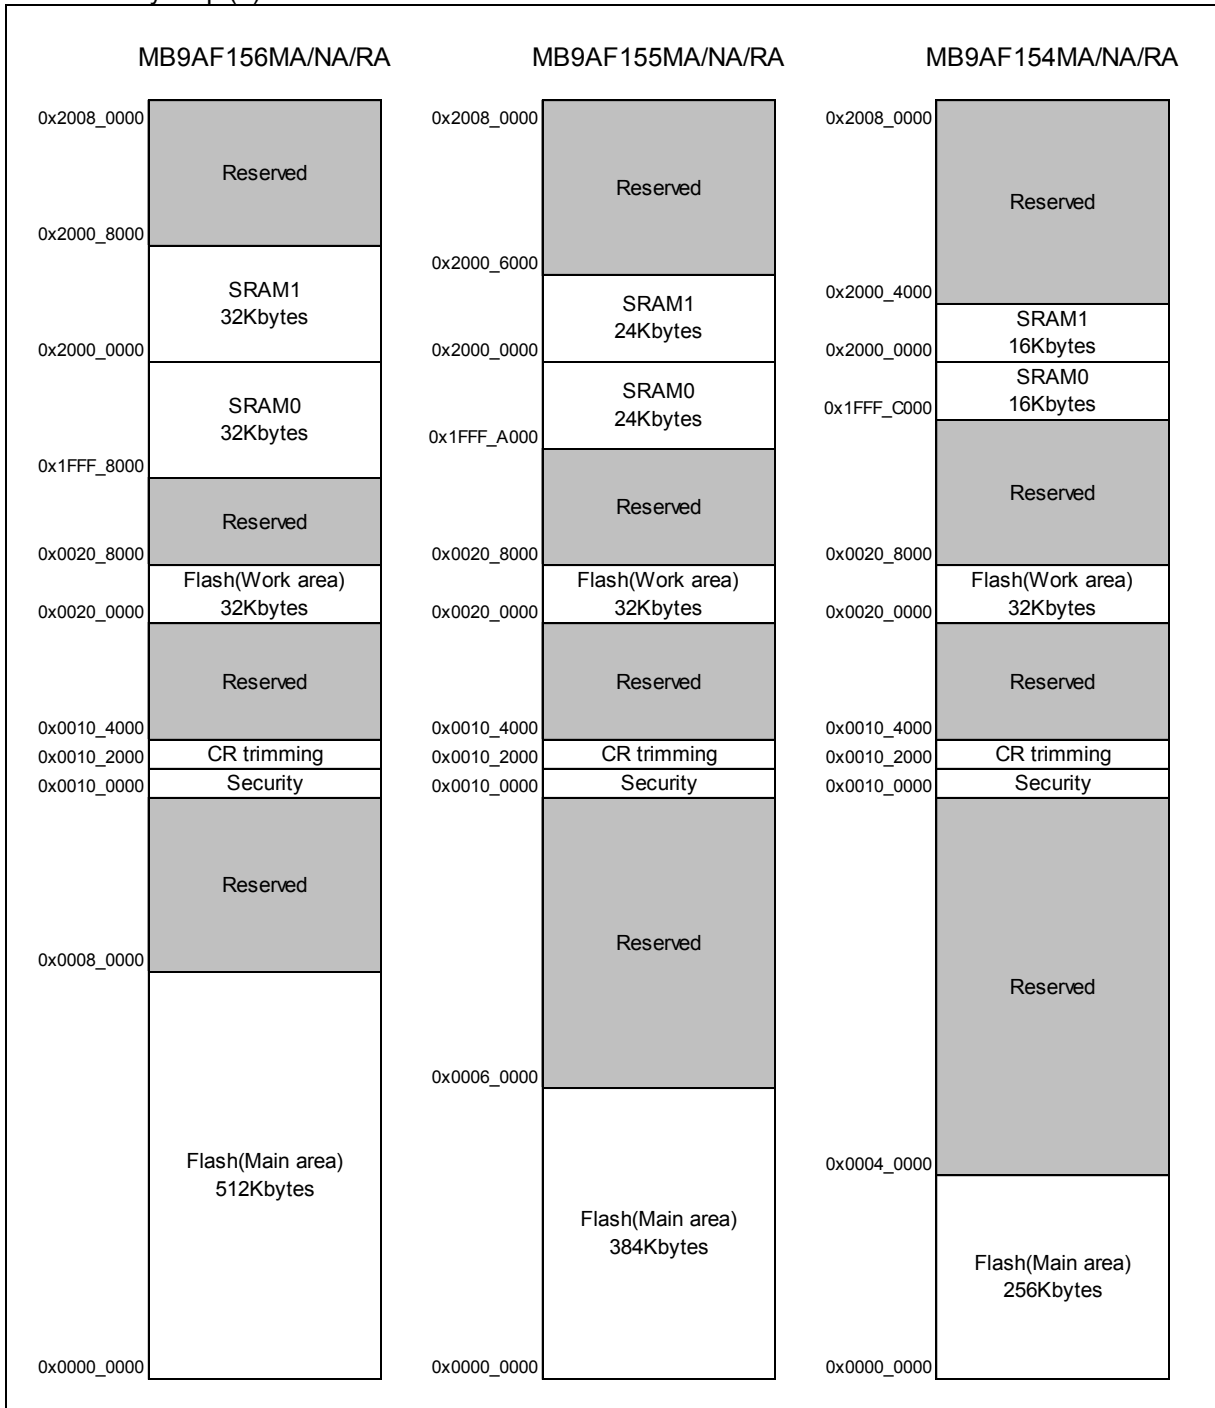 MB9AF156MA/NA/RA
0x2008_0000
Reserved
0x2000_8000
SRAM1
32Kbytes
0x2000_0000
SRAM0
32Kbytes
0x1FFF_8000
Reserved
0x0020_8000
Flash(Work area)
32Kbytes
0x0020_0000
Reserved
0x0010_4000
CR trimming
0x0010_2000
Security
0x0010_0000
Reserved
0x0008_0000
Flash(Main area)
512Kbytes
0x0000_0000
MB9AF155MA/NA/RA
0x2008_0000
Reserved
0x2000_6000
SRAM1
24Kbytes
0x2000_0000
SRAM0
24Kbytes
0x1FFF_A000
Reserved
0x0020_8000
Flash(Work area)
32Kbytes
0x0020_0000
Reserved
0x0010_4000
CR trimming
0x0010_2000
Security
0x0010_0000
Reserved
0x0006_0000
Flash(Main area)
384Kbytes
0x0000_0000
MB9AF154MA/NA/RA
0x2008_0000
Reserved
0x2000_4000
SRAM1
16Kbytes
0x2000_0000
SRAM0
16Kbytes
0x1FFF_C000
Reserved
0x0020_8000
Flash(Work area)
32Kbytes
0x0020_0000
Reserved
0x0010_4000
CR trimming
0x0010_2000
Security
0x0010_0000
Reserved
0x0004_0000
Flash(Main area)
256Kbytes
0x0000_0000